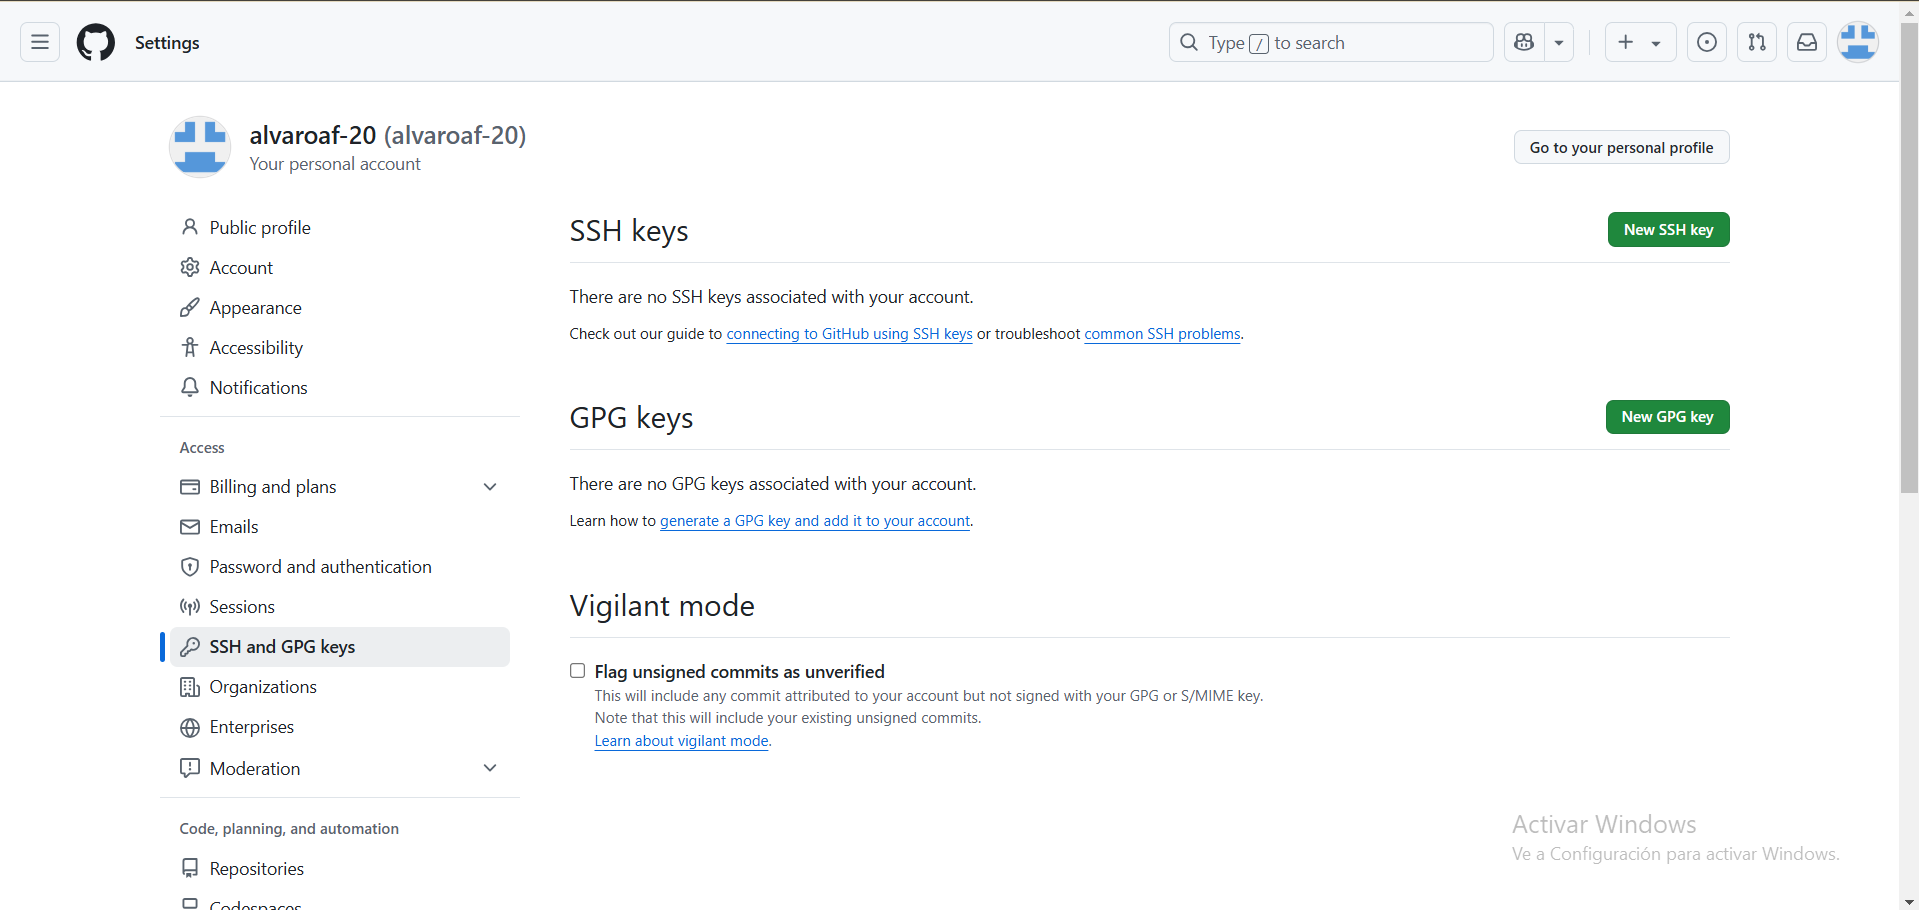 Settings
Type / to search
alvaroaf-20 (alvaroaf-20)
Your personal account
Go to your personal profile
Public profile
Account
Appearance
Accessibility
Notifications
Access
Billing and plans
Emails
Password and authentication
Sessions
SSH and GPG keys
Organizations
Enterprises
Moderation
Code, planning, and automation
Repositories
Codespaces
SSH keys
New SSH key
There are no SSH keys associated with your account.
Check out our guide to connecting to GitHub using SSH keys or troubleshoot common SSH problems.
GPG keys
New GPG key
There are no GPG keys associated with your account.
Learn how to generate a GPG key and add it to your account.
Vigilant mode
Flag unsigned commits as unverified
This will include any commit attributed to your account but not signed with your GPG or S/MIME key.
Note that this will include your existing unsigned commits.
Learn about vigilant mode.
Activar Windows
Ve a Configuración para activar Windows.